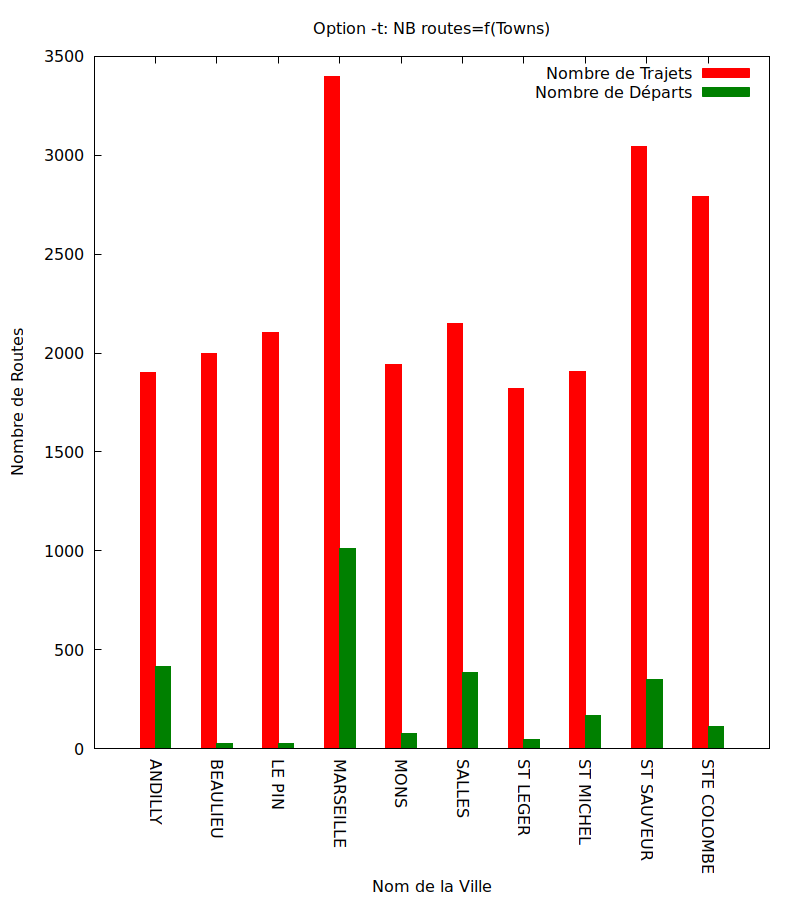 Option -t: NB routes=f(Towns)
Nombre de Trajets
Nombre de Départs
3500
3000
2500
2000
1500
1000
500
0
Nombre de Routes
ANDILLY
BEAULIEU
LE PIN
MARSEILLE
MONS
SALLES
ST LEGER
ST MICHEL
ST SAUVEUR
STE COLOMBE
Nom de la Ville